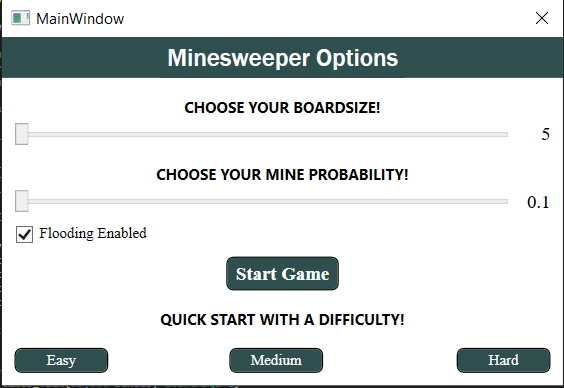 MainWindow
Minesweeper Options
CHOOSE YOUR BOARDSIZE!
5
CHOOSE YOUR MINE PROBABILITY!
0.1
Flooding Enabled
Start Game
QUICK START WITH A DIFFICULTY!
Easy Medium Hard